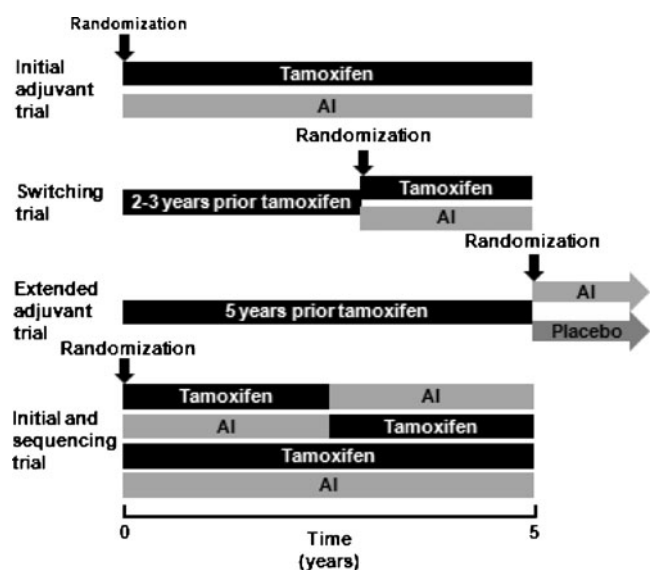 Randomization
Initial
adjuvant
trial
Tamoxifen
AI
Randomization
Switching
trial
2-3 years prior tamoxifen
Tamoxifen
AI
Randomization
Extended
adjuvant
trial
5 years prior tamoxifen
AI
Placebo
Randomization
Initial and
sequencing
trial
Tamoxifen AI
AI Tamoxifen
Tamoxifen
AI
0 5
Time
(years)